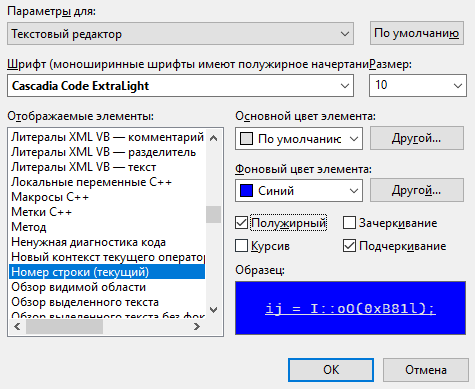 Параметры для:
Текстовый редактор
По умолчанию
Шрифт (моноширинные шрифты имеют полужирное начертани
Размер:
Cascadia Code ExtraLight
10
Отображаемые элементы:
Литералы XML VB — комментарий
Литералы XML VB — разделитель
Литералы XML VB — текст
Локальные переменные C++
Макросы C++
Метки C++
Метод
Ненужная диагностика кода
Новый контекст текущего оператор
Номер строки (текущий)
Обзор видимой области
Обзор выделенного текста
Обзор выделенного текста без фок
Основной цвет элемента:
По умолчанис
Другой...
Фоновый цвет элемента:
Синий
Другой...
Полужирный
Зачеркивание
Курсив
Подчеркивание
Образец:
ij = I::oO(0xB81l);
OK
Отмена